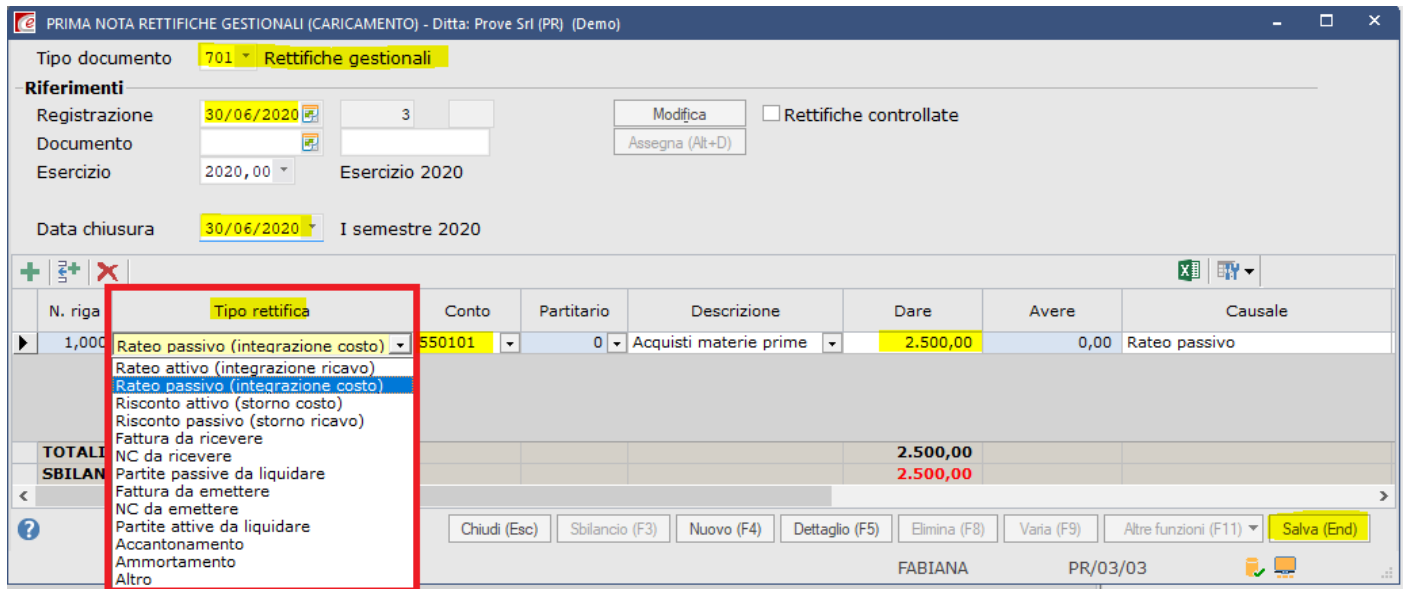 PRIMA NOTA RETTIFICHE GESTIONALI (CARICAMENTO) - Ditta: Prove Srl (PR) (Demo)
Tipo documento 701 Rettifiche gestionali
Riferimenti
Registrazione 30/06/2020 3 Modifica Rettifiche controllate
Documento Assegna (Alt+D)
Esercizio 2020,00 Esercizio 2020
Data chiusura 30/06/2020 I semestre 2020
N. riga Tipo rettifica Conto Partitario Descrizione Dare Avere Causale
1,000 Rateo passivo (integrazione costo) 550101 0 Acquisti materie prime 2.500,00 0,00 Rateo passivo
Rateo attivo (integrazione ricavo)
Rateo passivo (integrazione costo)
Risconto attivo (storno costo)
Risconto passivo (storno ricavo)
Fattura da ricevere
TOTALI NC da ricevere 2.500,00
SBILAN Partite passive da liquidare 2.500,00
Fattura da emettere
NC da emettere
Partite attive da liquidare
Accantonamento
Ammortamento
Altro
Chiudi (Esc) Sbilancio (F3) Nuovo (F4) Dettaglio (F5) Elimina (F8) Varia (F9) Altre funzioni (F11) Salva (End)
FABIANA PR/03/03